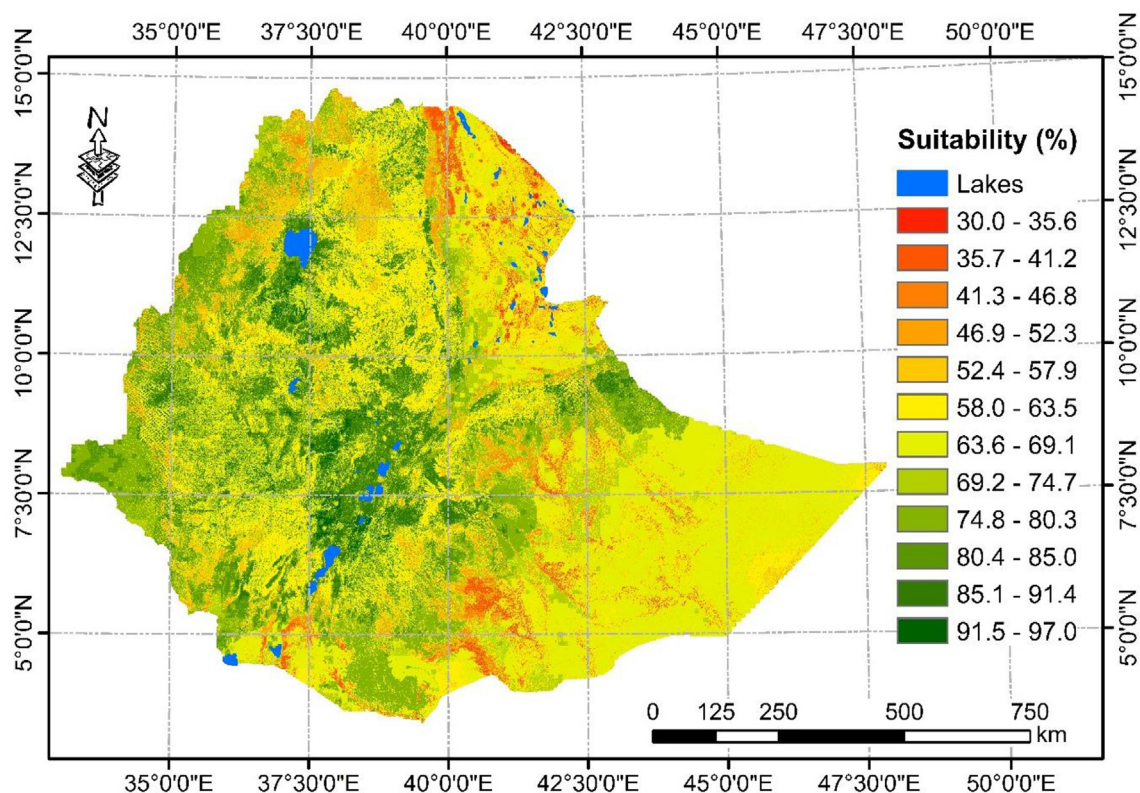 35°0'0"E 37°30'0"E 40°0'0"E 42°30'0"E 45°0'0"E 47°30'0"E 50°0'0"E
15°0'0"N
12°30'0"N
10°0'0"N
7°30'0"N
5°0'0"N
N
Suitability (%)
Lakes
30.0 - 35.6
35.7 - 41.2
41.3 - 46.8
46.9 - 52.3
52.4 - 57.9
58.0 - 63.5
63.6 - 69.1
69.2 - 74.7
74.8 - 80.3
80.4 - 85.0
85.1 - 91.4
91.5 - 97.0
15°0'0"N
12°30'0"N
10°0'0"N
7°30'0"N
5°0'0"N
0 125 250 500 750
km
35°0'0"E 37°30'0"E 40°0'0"E 42°30'0"E 45°0'0"E 47°30'0"E 50°0'0"E